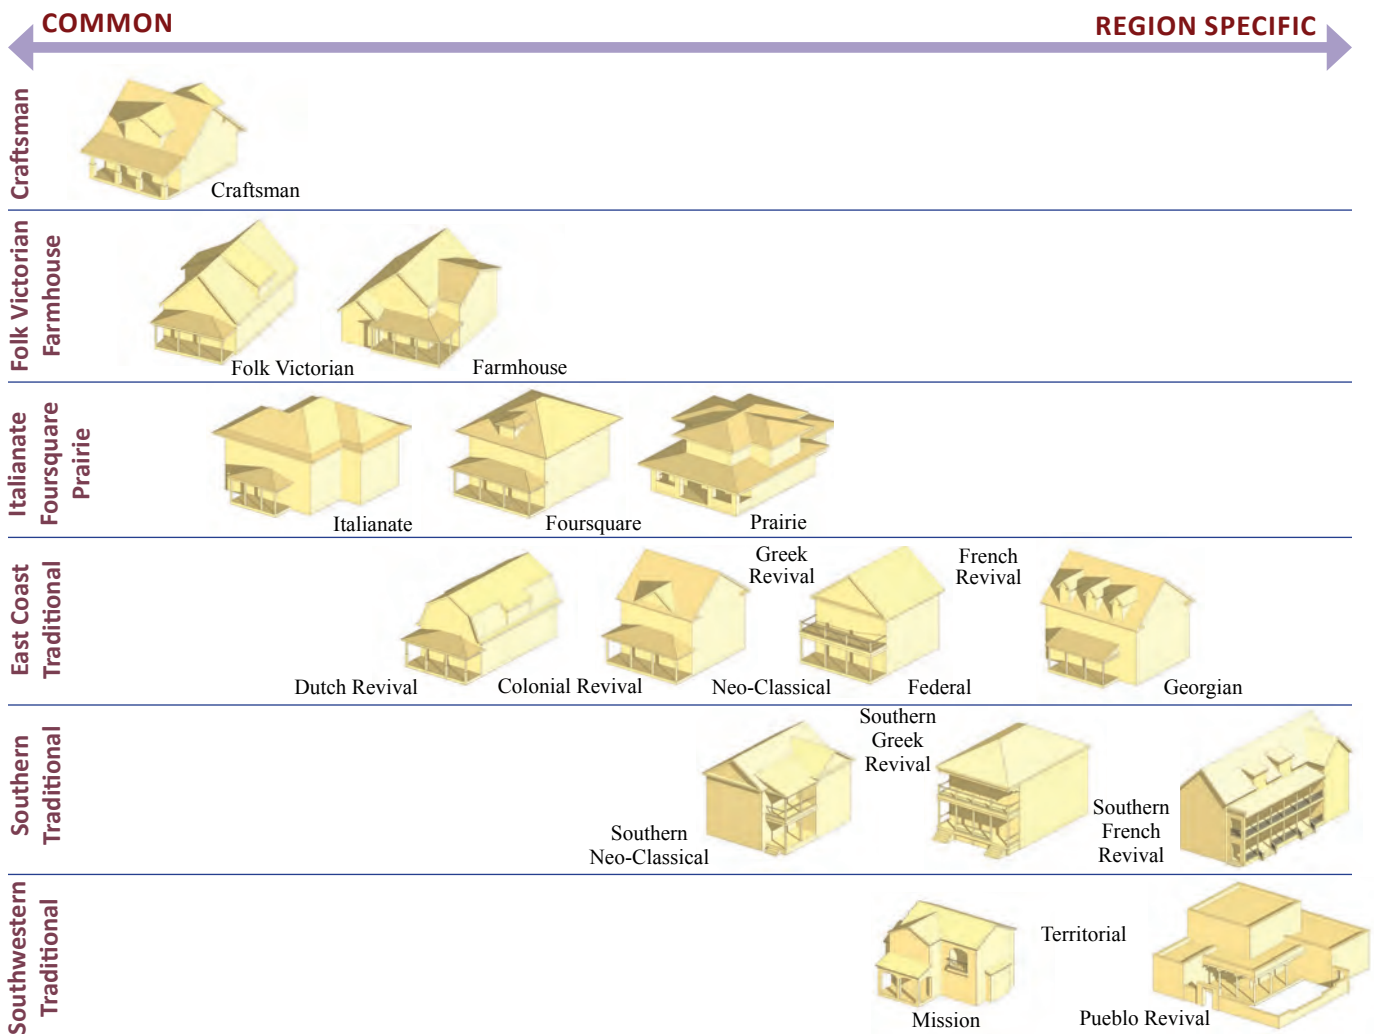 COMMON
REGION SPECIFIC
Craftsman
Craftsman
Folk Victorian
Farmhouse
Folk Victorian
Farmhouse
Italianate
Foursquare
Prairie
Italianate
Foursquare
Prairie
East Coast
Traditional
Greek
Revival
French
Revival
Dutch Revival
Colonial Revival
Neo-Classical
Federal
Georgian
Southern
Traditional
Southern
Greek
Revival
Southern
Neo-Classical
Southern
French
Revival
Southwestern
Traditional
Territorial
Mission
Pueblo Revival